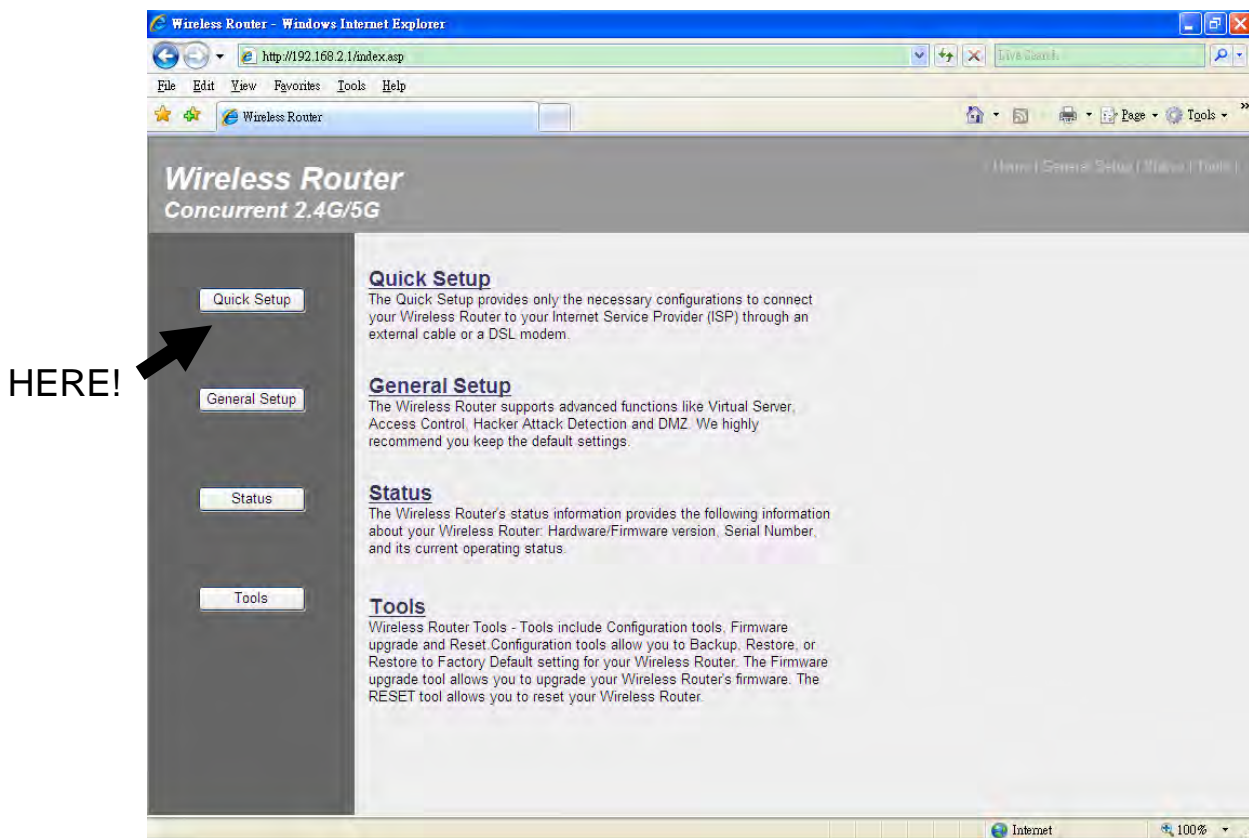 Wireless Router - Windows Internet Explorer
http://192.168.2.1/index.asp
Live Search
File Edit View Favorites Tools Help
Wireless Router
Page Tools »
Wireless Router
Concurrent 2.4G/5G
| Home | General Setup | Status | Tools |
Quick Setup
Quick Setup
The Quick Setup provides only the necessary configurations to connect
your Wireless Router to your Internet Service Provider (ISP) through an
external cable or a DSL modem.
HERE!
General Setup
General Setup
The Wireless Router supports advanced functions like Virtual Server,
Access Control, Hacker Attack Detection and DMZ. We highly
recommend you keep the default settings.
Status
Status
The Wireless Router's status information provides the following information
about your Wireless Router: Hardware/Firmware version, Serial Number,
and its current operating status.
Tools
Tools
Wireless Router Tools - Tools include Configuration tools, Firmware
upgrade and Reset.Configuration tools allow you to Backup, Restore, or
Restore to Factory Default setting for your Wireless Router. The Firmware
upgrade tool allows you to upgrade your Wireless Router's firmware. The
RESET tool allows you to reset your Wireless Router.
Internet
100%